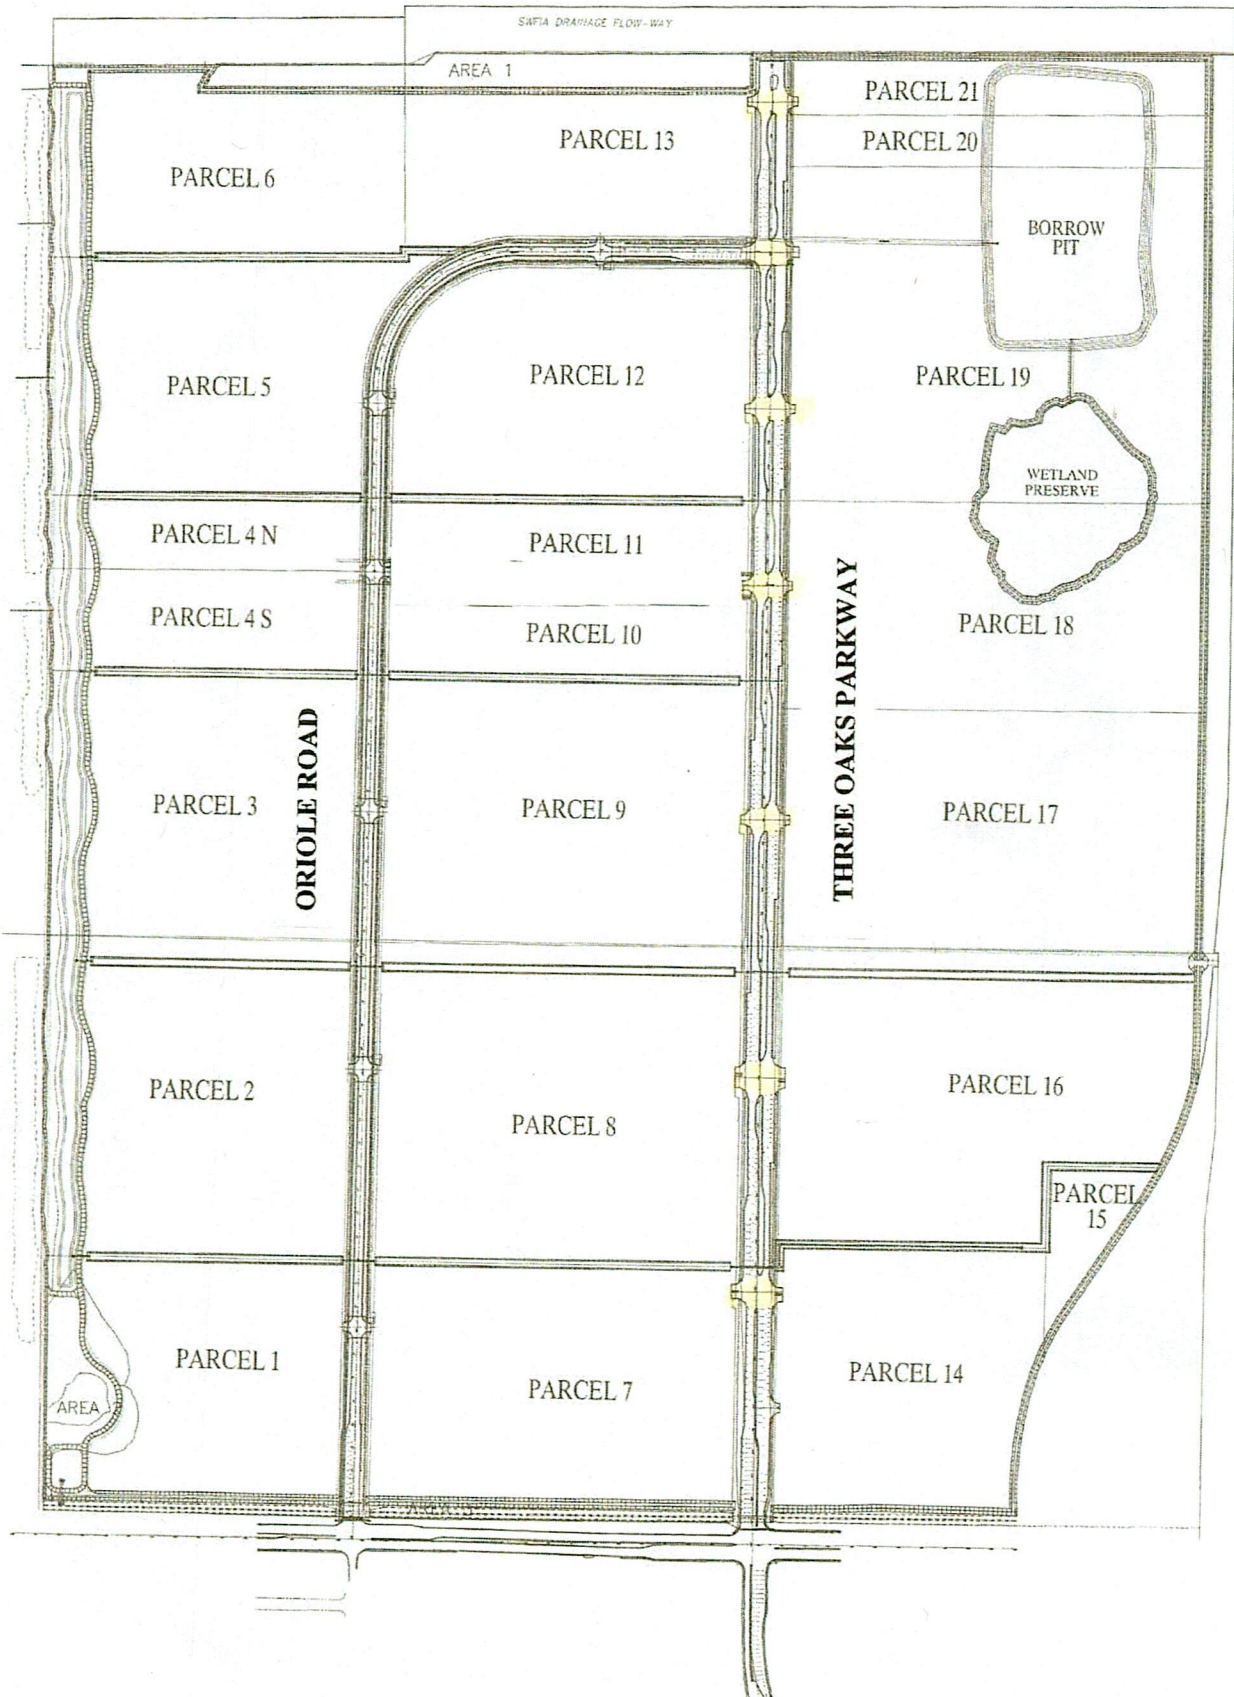 SWFIA DRAINAGE FLOW-WAY
AREA 1
PARCEL 21
PARCEL 20
PARCEL 13
PARCEL 6
BORROW
PIT
PARCEL 5
PARCEL 12
PARCEL 19
WETLAND
PRESERVE
PARCEL 4 N
PARCEL 11
PARCEL 4 S
PARCEL 10
PARCEL 18
ORIOLE ROAD
THREE OAKS PARKWAY
PARCEL 3
PARCEL 9
PARCEL 17
PARCEL 2
PARCEL 8
PARCEL 16
PARCEL
15
PARCEL 1
PARCEL 7
PARCEL 14
AREA
AREA